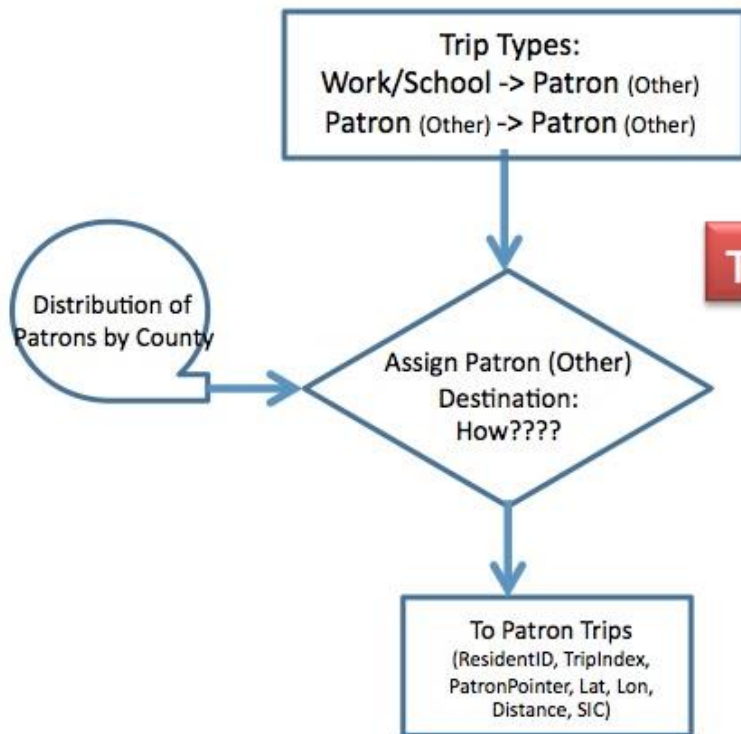 Trip Types:
Work/School -> Patron (Other)
Patron (Other) -> Patron (Other)
T
Distribution of
Patrons by County
Assign Patron (Other)
Destination:
How????
To Patron Trips
(ResidentID, TripIndex,
PatronPointer, Lat, Lon,
Distance, SIC)